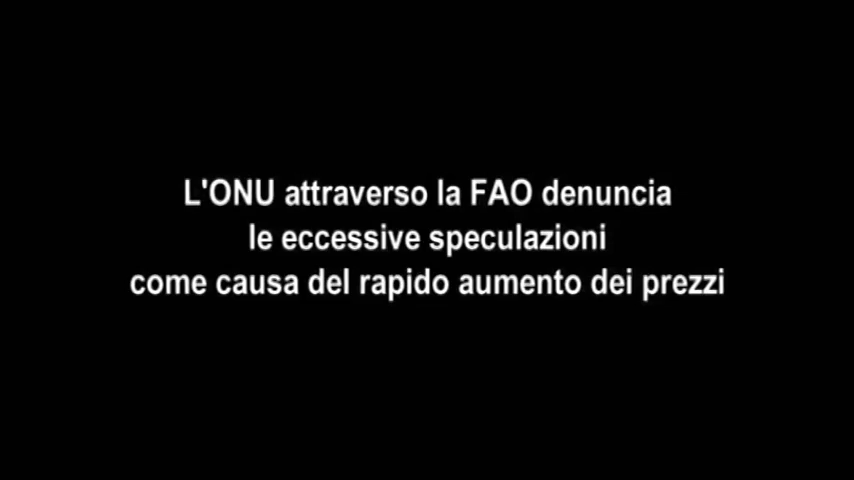 L'ONU attraverso la FAO denuncia
le eccessive speculazioni
come causa del rapido aumento dei prezzi